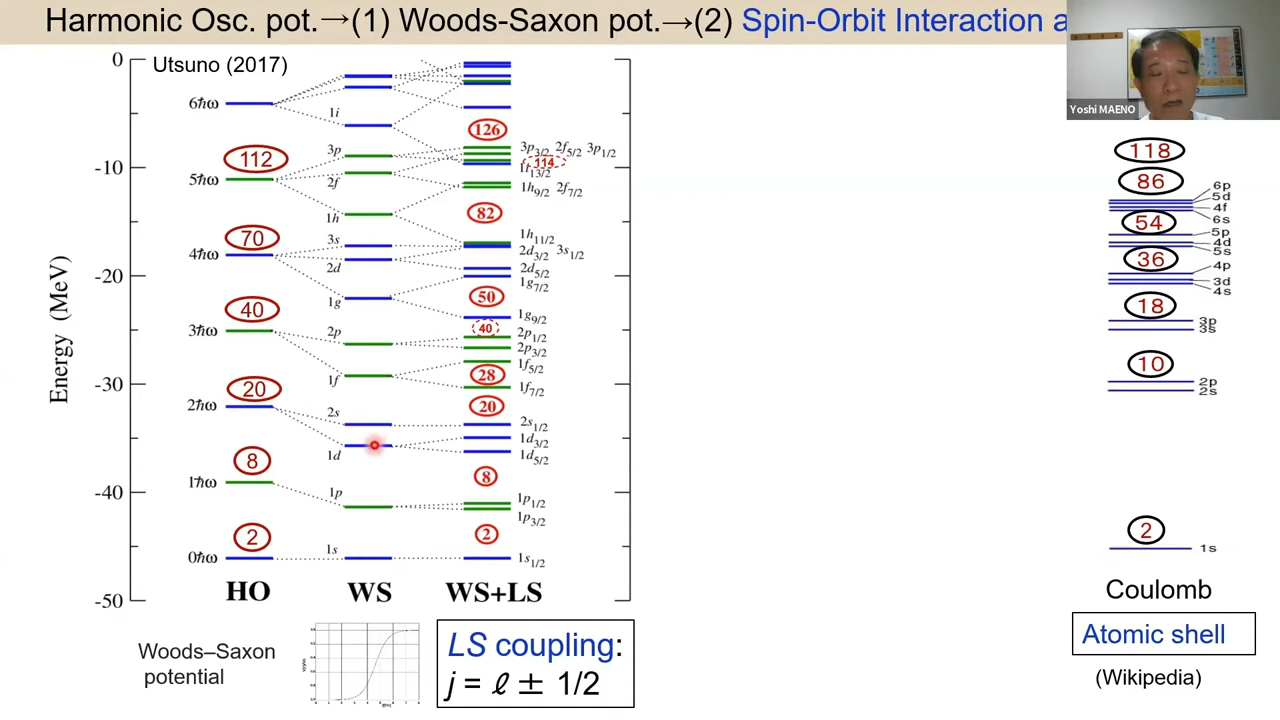 Harmonic Osc. pot.→(1) Woods-Saxon pot.→(2) Spin-Orbit Interaction a
Yoshi MAENO
Utsuno (2017)
Energy (MeV)
0
-10
-20
-30
-40
-50
6ħω
112
5ħω
70
4ħω
40
3ħω
20
2ħω
8
1ħω
2
0ħω
HO
1i
3p
2f
1h
3s
2d
1g
2p
1f
2s
1d
1p
1s
WS
126
114
82
50
40
28
20
8
2
WS+LS
3p3/2 2f5/2 3p1/2
1i13/2
1h9/2 2f7/2
1h11/2
2d3/2 3s1/2
2d5/2
1g7/2
1g9/2
2p1/2
2p3/2
1f5/2
1f7/2
2s1/2
1d3/2
1d5/2
1p1/2
1p3/2
1s1/2
118
86
6p
5d
4f
6s
54
5p
4d
5s
36
4p
3d
4s
18
3p
3s
10
2p
2s
2
1s
Coulomb
Atomic shell
(Wikipedia)
Woods–Saxon
potential
LS coupling:
j = ℓ ± 1/2